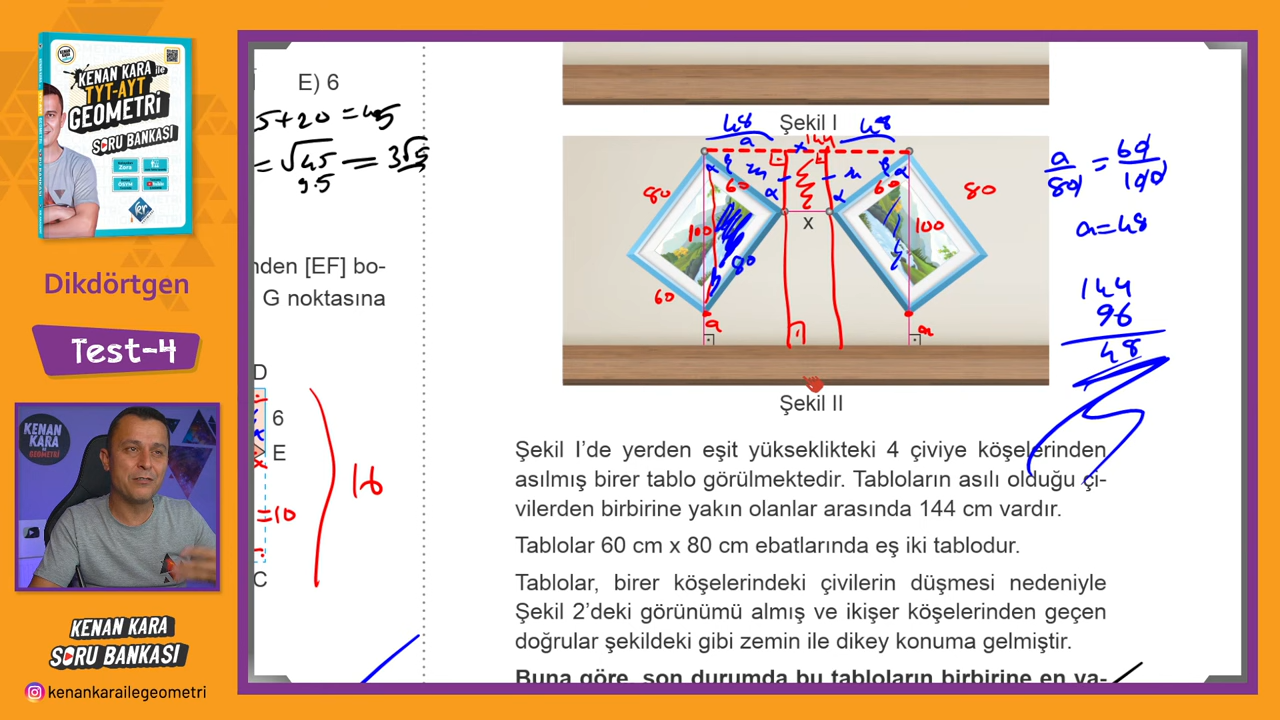 KENAN KARA ile
TYT-AYT
GEOMETRİ
SORU BANKASI
Dikdörtgen
Test-4
KENAN KARA
SORU BANKASI
kenankarailegeometri
E) 6
5+20=45
=√45=3√5
9.5
nden [EF] bo-
G noktasına
D
6
E
=10
C
16
Şekil I
48
a
144
48
x
β
β
α
α
m
m
α
α
80
60
60
80
100
80
100
x
60
a
a
Şekil II
a/80=60/100
a=48
144
96
48
Şekil I'de yerden eşit yükseklikteki 4 çiviye köşelerinden
asılmış birer tablo görülmektedir. Tabloların asılı olduğu çi-
vilerden birbirine yakın olanlar arasında 144 cm vardır.
Tablolar 60 cm x 80 cm ebatlarında eş iki tablodur.
Tablolar, birer köşelerindeki çivilerin düşmesi nedeniyle
Şekil 2'deki görünümü almış ve ikişer köşelerinden geçen
doğrular şekildeki gibi zemin ile dikey konuma gelmiştir.
Buna göre, son durumda bu tabloların birbirine en ya-